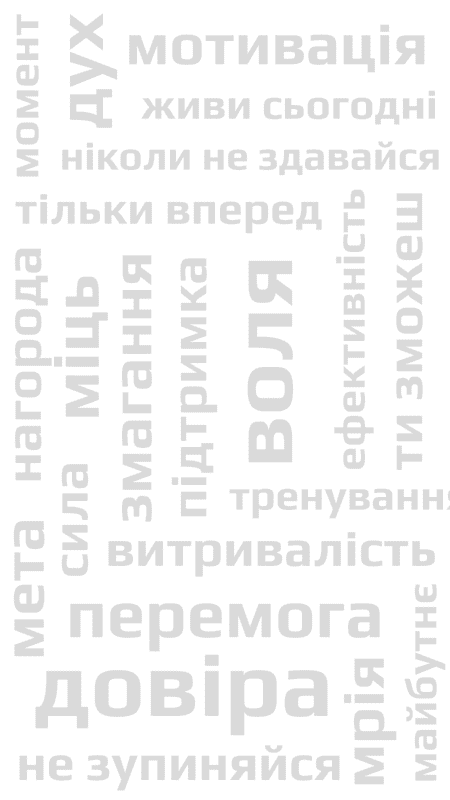 момент
дух
мотивація
живи сьогодні
ніколи не здавайся
тільки вперед
нагорода
міць
змагання
підтримка
воля
ефективність
ти зможеш
мета
сила
тренування
витривалість
перемога
довіра
мрія
майбутнє
не зупиняйся